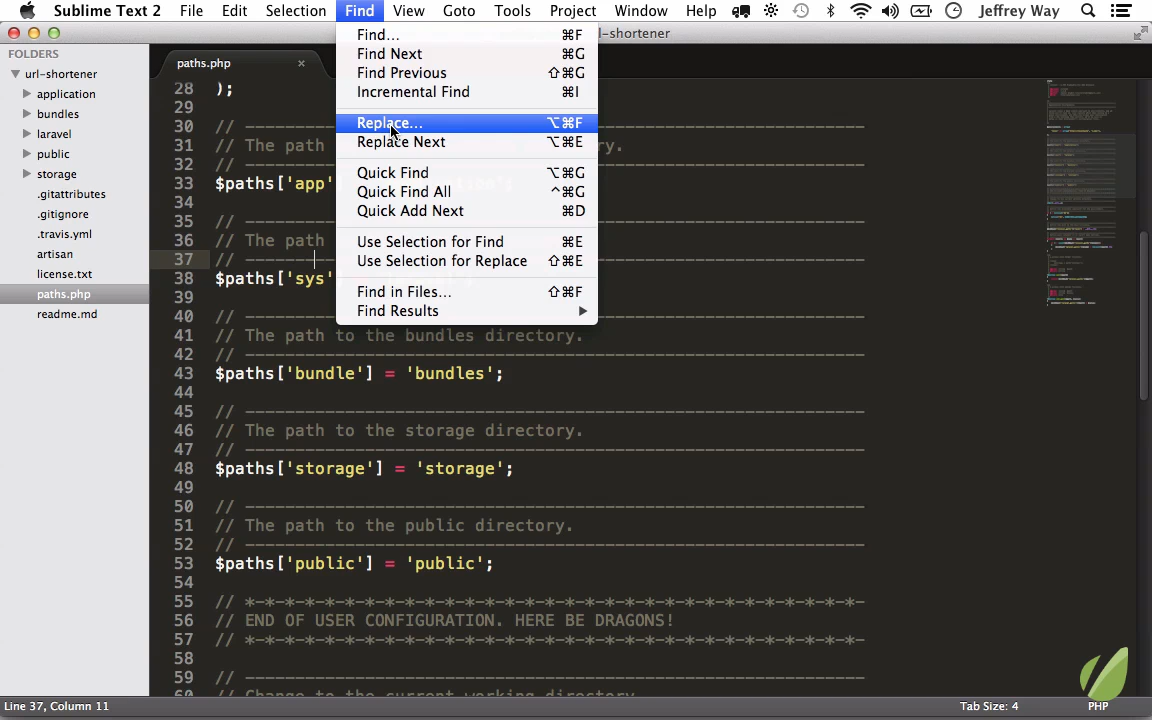 Sublime Text 2 File Edit Selection Find View Goto Tools Project Window Help Jeffrey Way
l-shortener
FOLDERS
url-shortener
application
bundles
laravel
public
storage
.gitattributes
.gitignore
.travis.yml
artisan
license.txt
paths.php
readme.md
paths.php ×
Find... ⌘F
Find Next ⌘G
Find Previous ⇧⌘G
Incremental Find ⌘I
Replace... ⌥⌘F
Replace Next ⌥⌘E
Quick Find ⌥⌘G
Quick Find All ^⌘G
Quick Add Next ⌘D
Use Selection for Find ⌘E
Use Selection for Replace ⇧⌘E
Find in Files... ⇧⌘F
Find Results
28 );
29
30 // --------------------------------------------------------------
31 // The path ry.
32 // --------------------------------------------------------------
33 $paths['app']
34
35 // --------------------------------------------------------------
36 // The path
37 // --------------------------------------------------------------
38 $paths['sys'
39
40 // --------------------------------------------------------------
41 // The path to the bundles directory.
42 // --------------------------------------------------------------
43 $paths['bundle'] = 'bundles';
44
45 // --------------------------------------------------------------
46 // The path to the storage directory.
47 // --------------------------------------------------------------
48 $paths['storage'] = 'storage';
49
50 // --------------------------------------------------------------
51 // The path to the public directory.
52 // --------------------------------------------------------------
53 $paths['public'] = 'public';
54
55 // *-*-*-*-*-*-*-*-*-*-*-*-*-*-*-*-*-*-*-*-*-*-*-*-*-*-*-*-*-*-*-
56 // END OF USER CONFIGURATION. HERE BE DRAGONS!
57 // *-*-*-*-*-*-*-*-*-*-*-*-*-*-*-*-*-*-*-*-*-*-*-*-*-*-*-*-*-*-*-
58
59 // --------------------------------------------------------------
60 // Change to the current working directory.
Line 37, Column 11 Tab Size: 4 PHP